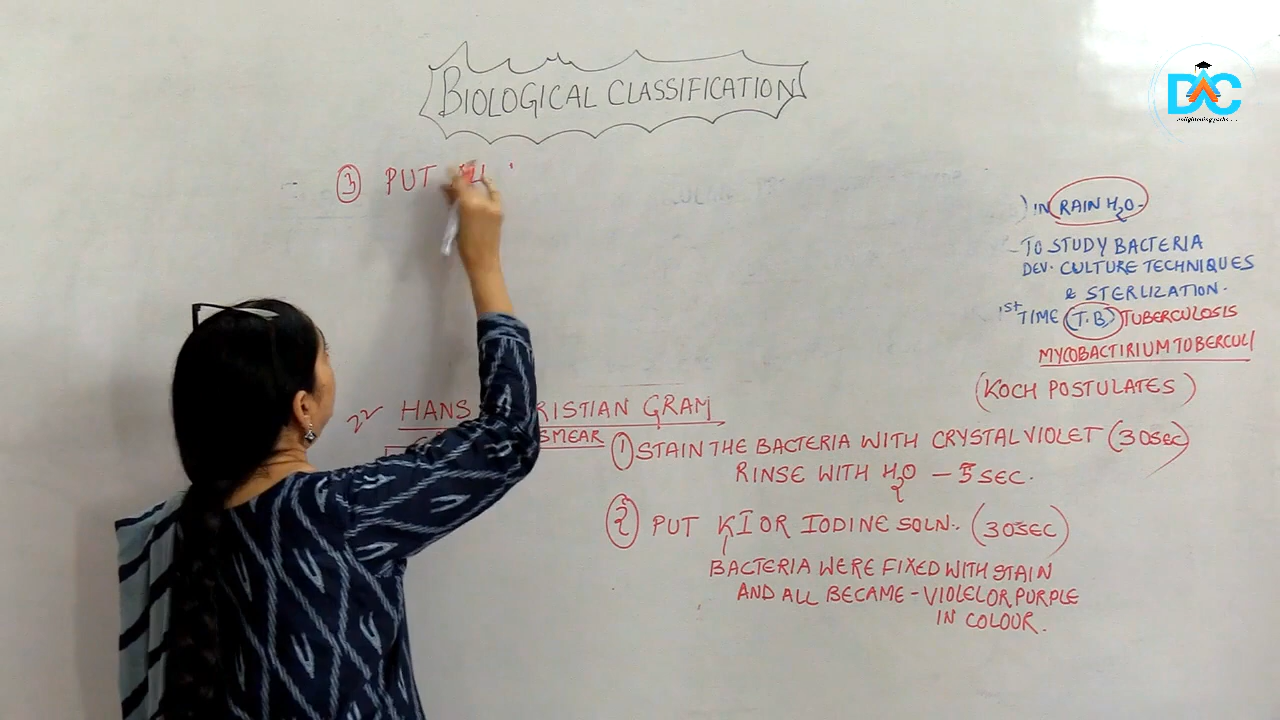 BIOLOGICAL CLASSIFICATION
DAC
③ PUT
) IN RAIN H₂O-
TO STUDY BACTERIA
DEV. CULTURE TECHNIQUES
& STERLIZATION.
1ST TIME (T.B.) TUBERCULOSIS
MYCOBACTIRIUM TOBERCULI
(KOCH POSTULATES)
HANS RISTIAN GRAM
SMEAR
① STAIN THE BACTERIA WITH CRYSTAL VIOLET (30SEC)
RINSE WITH H₂O - 5 SEC.
② PUT KI OR IODINE SOLN.. (30SEC)
BACTERIA WERE FIXED WITH STAIN
AND ALL BECAME - VIOLEL OR PURPLE
IN COLOUR.